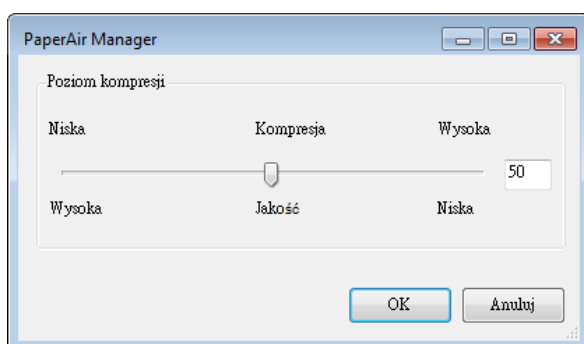 PaperAir Manager
Poziom kompresji
Niska Kompresja Wysoka
50
Wysoka Jakość Niska
OK Anuluj